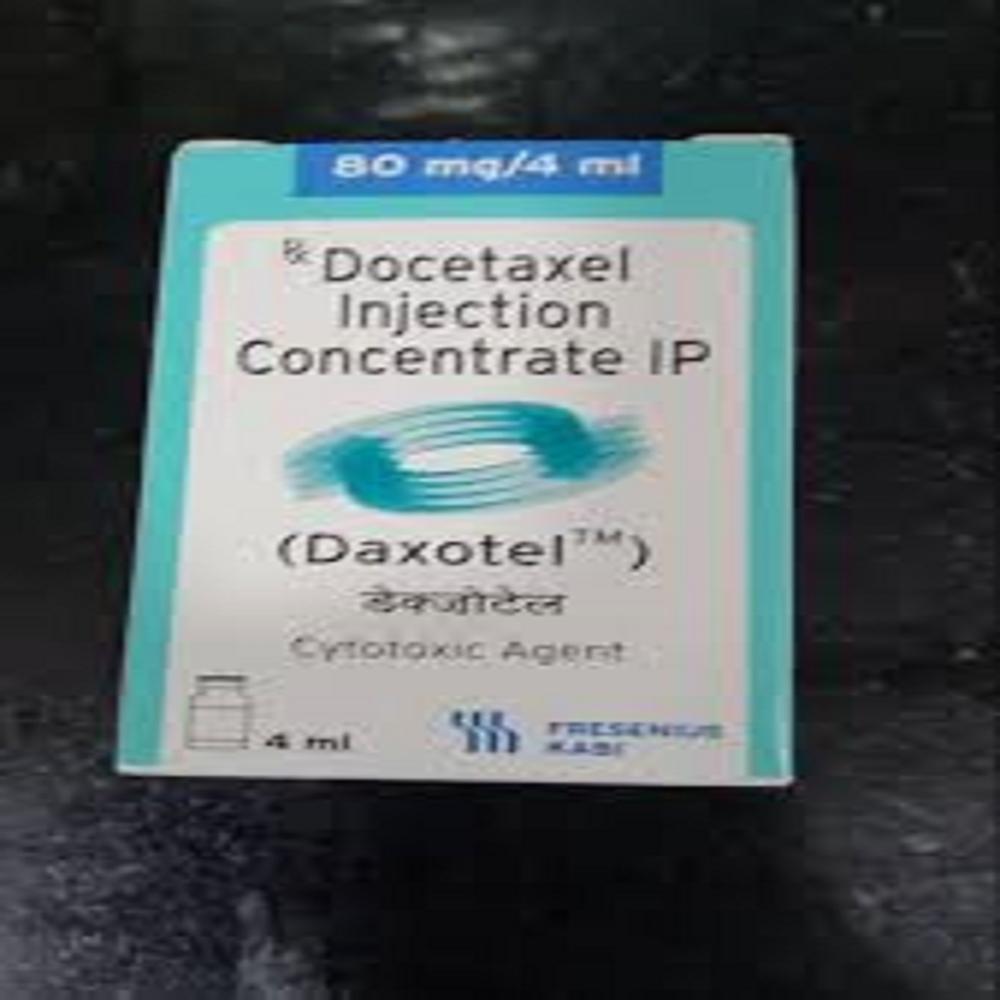 80 mg/4 ml
℞ Docetaxel
Injection
Concentrate IP
(Daxotel™)
डेक्जोटेल
Cytotoxic Agent
4 ml
FRESENIUS
KABI